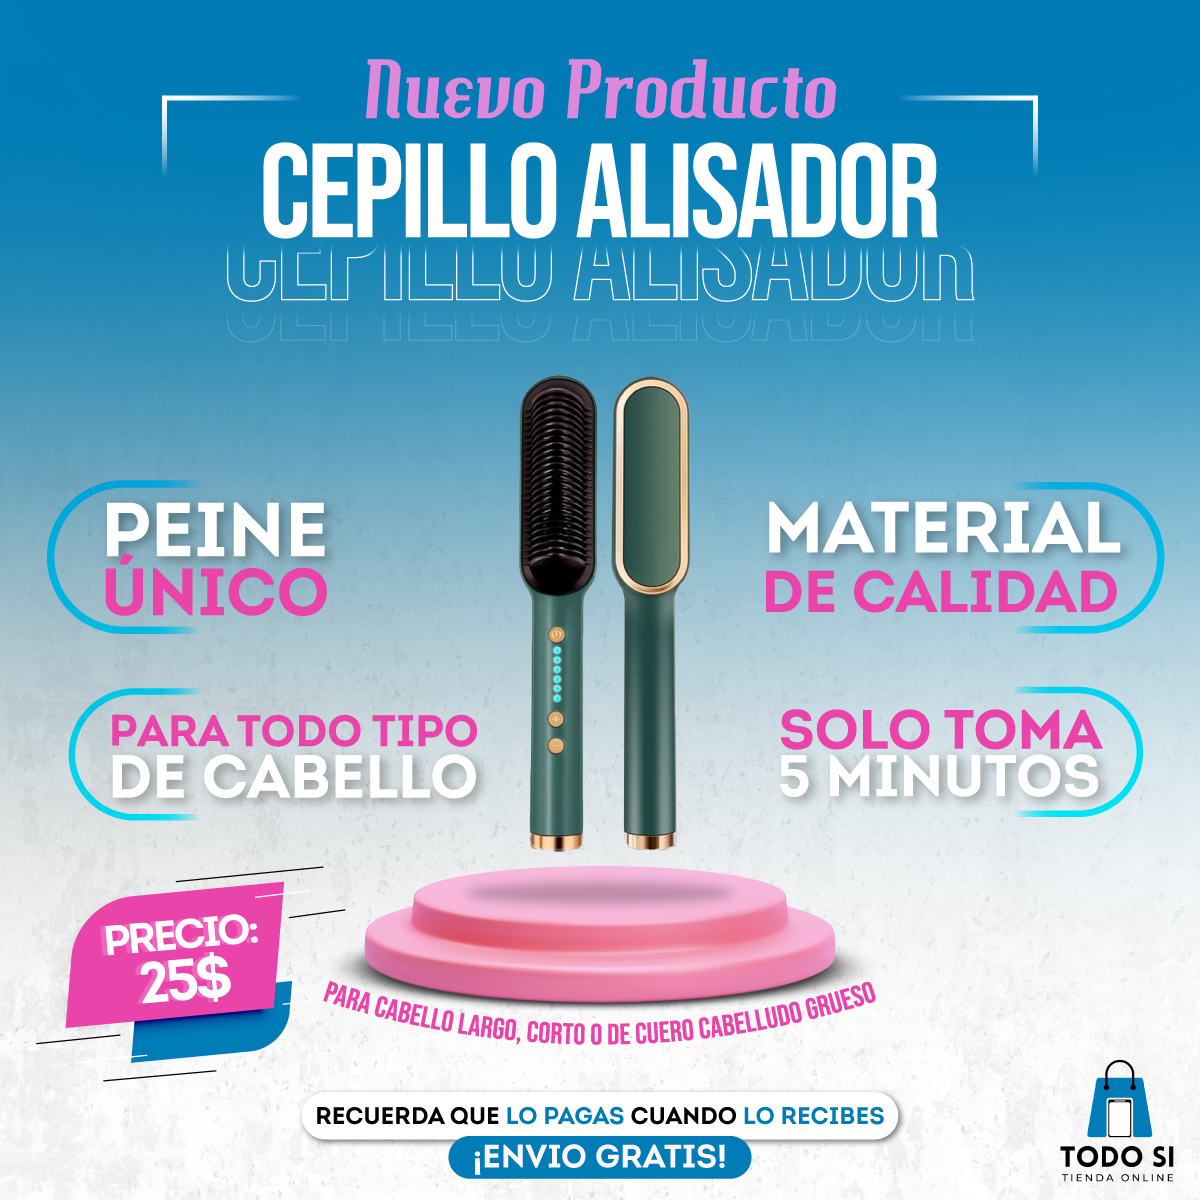 Nuevo Producto
CEPILLO ALISADOR
CEPILLO ALISADOR
CEPILLO ALISADOR
PEINE
ÚNICO
MATERIAL
DE CALIDAD
PARA TODO TIPO
DE CABELLO
SOLO TOMA
5 MINUTOS
PRECIO:
25$
PARA CABELLO LARGO, CORTO O DE CUERO CABELLUDO GRUESO
RECUERDA QUE LO PAGAS CUANDO LO RECIBES
¡ENVIO GRATIS!
TODO SI
TIENDA ONLINE